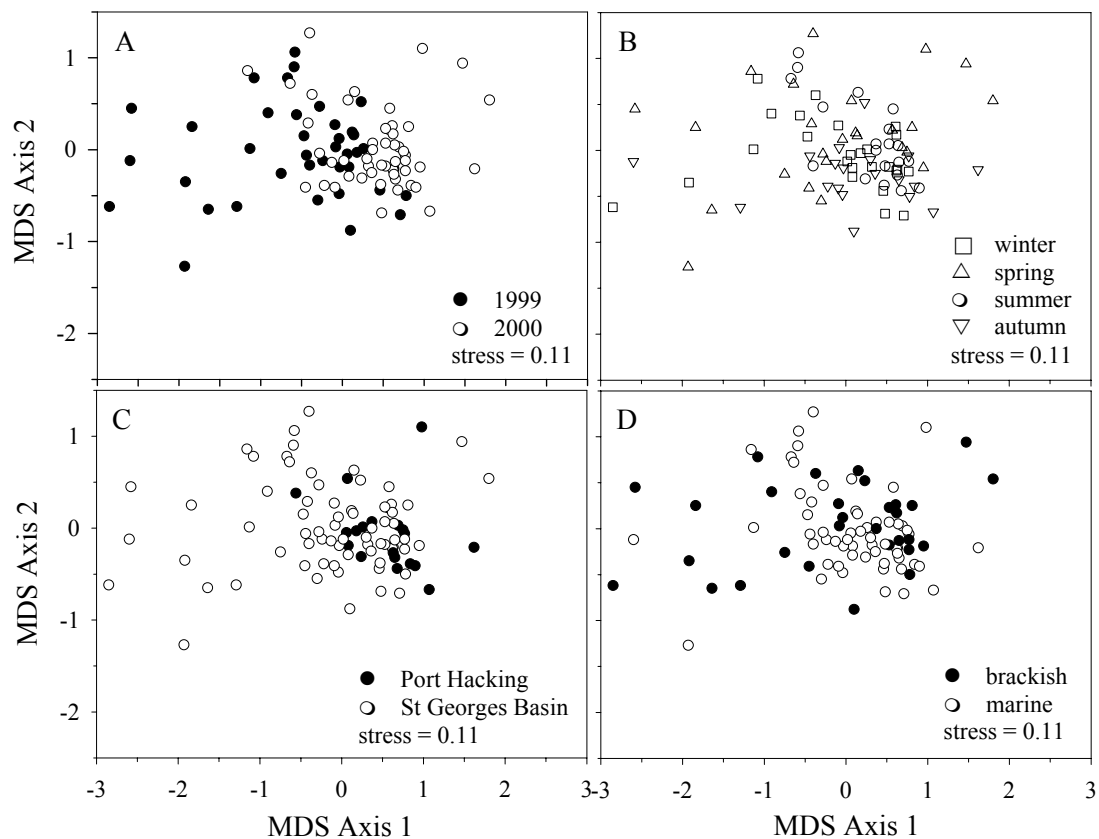 A
B
MDS Axis 2
1
0
-1
-2
1999
2000
stress = 0.11
winter
spring
summer
autumn
stress = 0.11
C
D
MDS Axis 2
1
0
-1
-2
Port Hacking
St Georges Basin
stress = 0.11
brackish
marine
stress = 0.11
-3 -2 -1 0 1 2 3 -2 -1 0 1 2 3
MDS Axis 1
MDS Axis 1